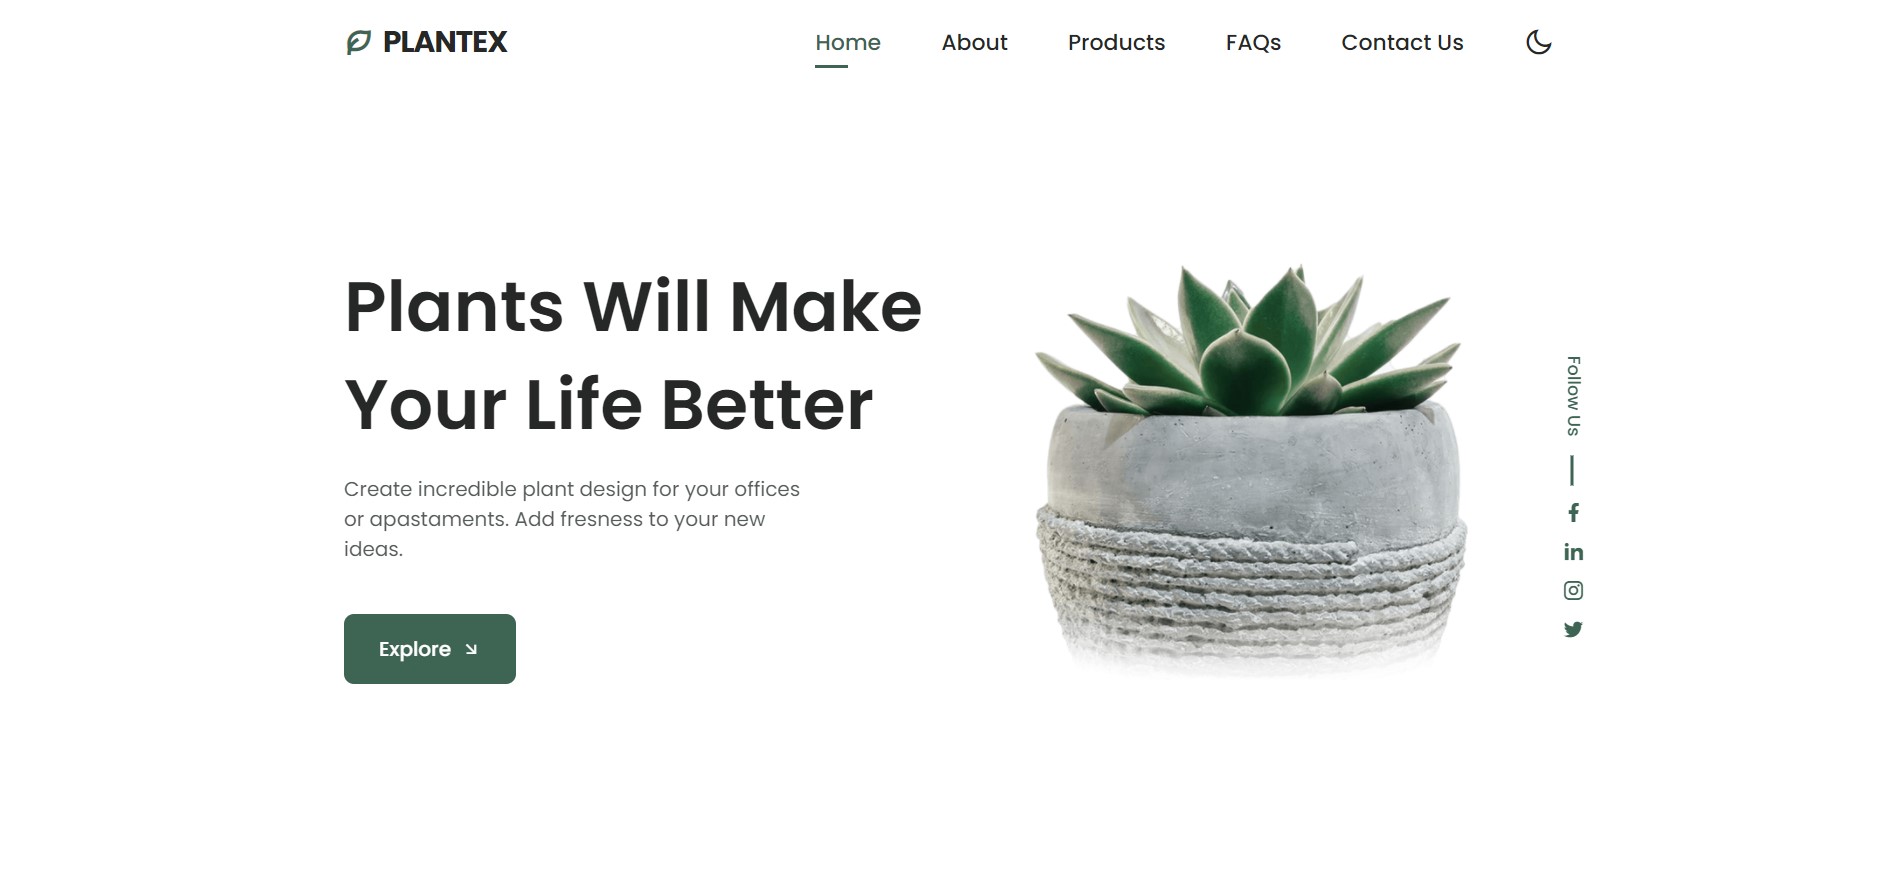 PLANTEX
Home About Products FAQs Contact Us
Plants Will Make
Your Life Better
Create incredible plant design for your offices
or apastaments. Add fresness to your new
ideas.
Explore
Follow Us